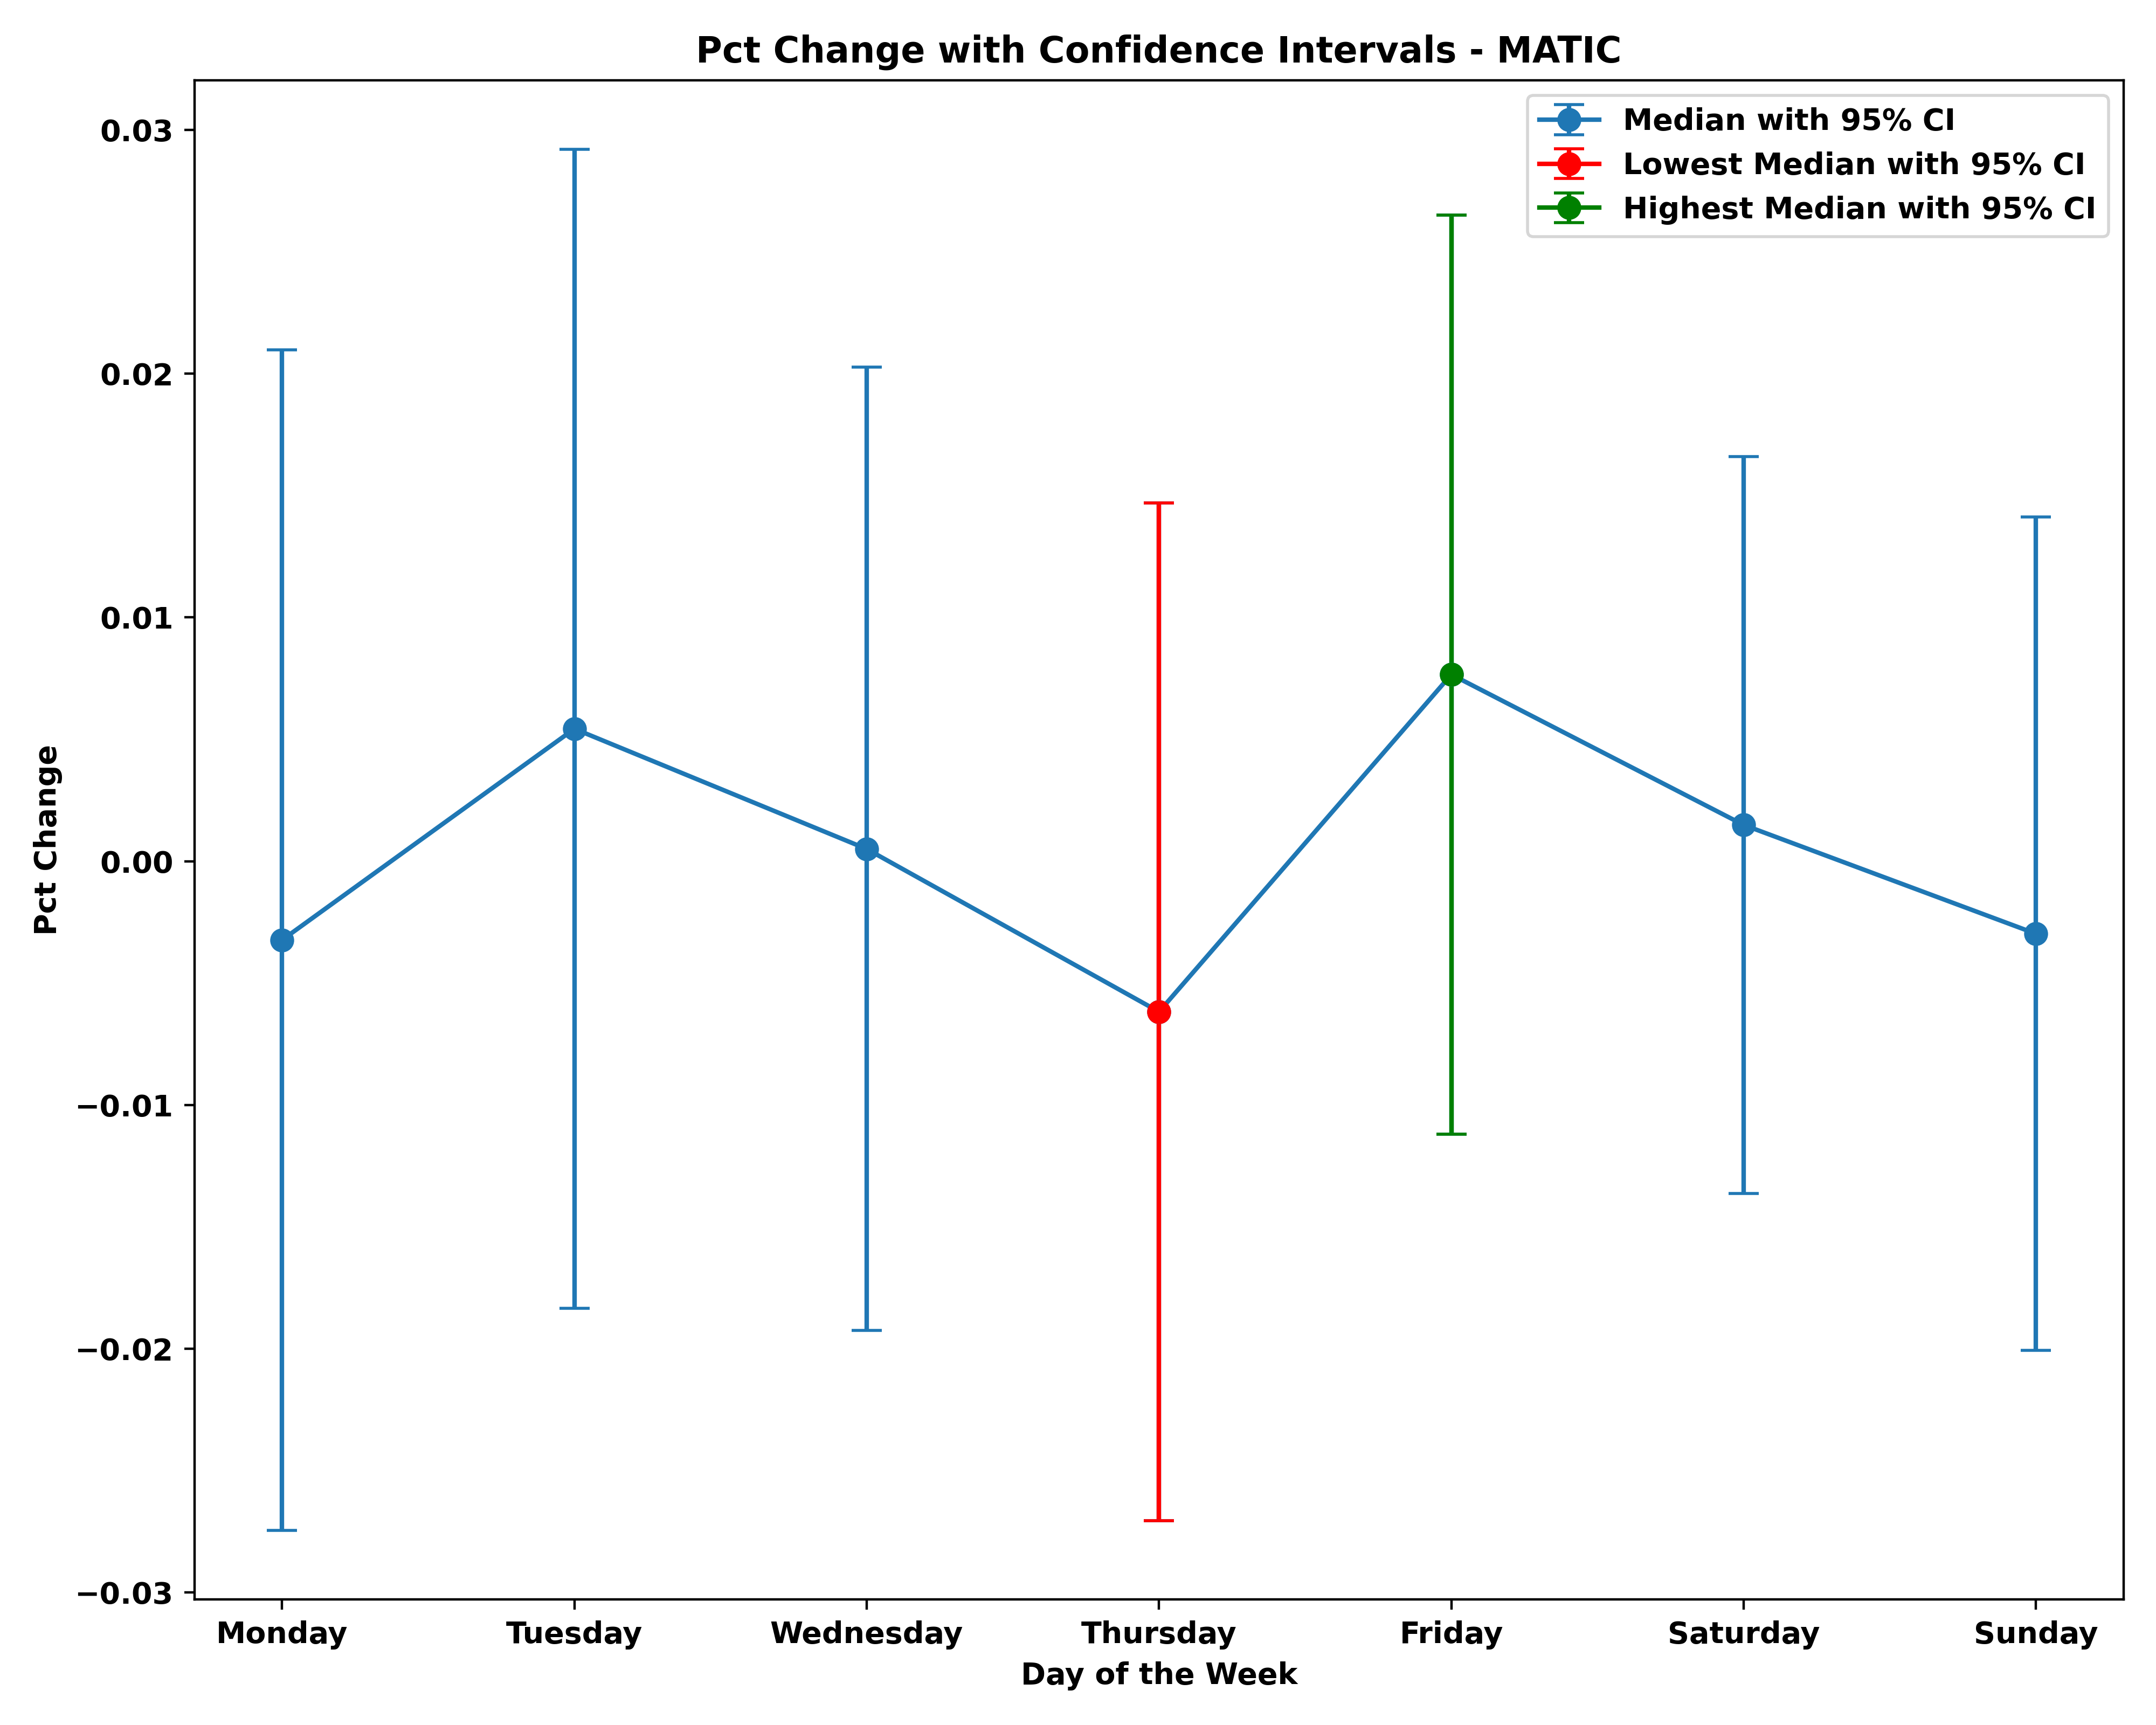 Pct Change with Confidence Intervals - MATIC
Median with 95% CI
Lowest Median with 95% CI
Highest Median with 95% CI
0.03
0.02
0.01
0.00
−0.01
−0.02
−0.03
Pct Change
Monday Tuesday Wednesday Thursday Friday Saturday Sunday
Day of the Week